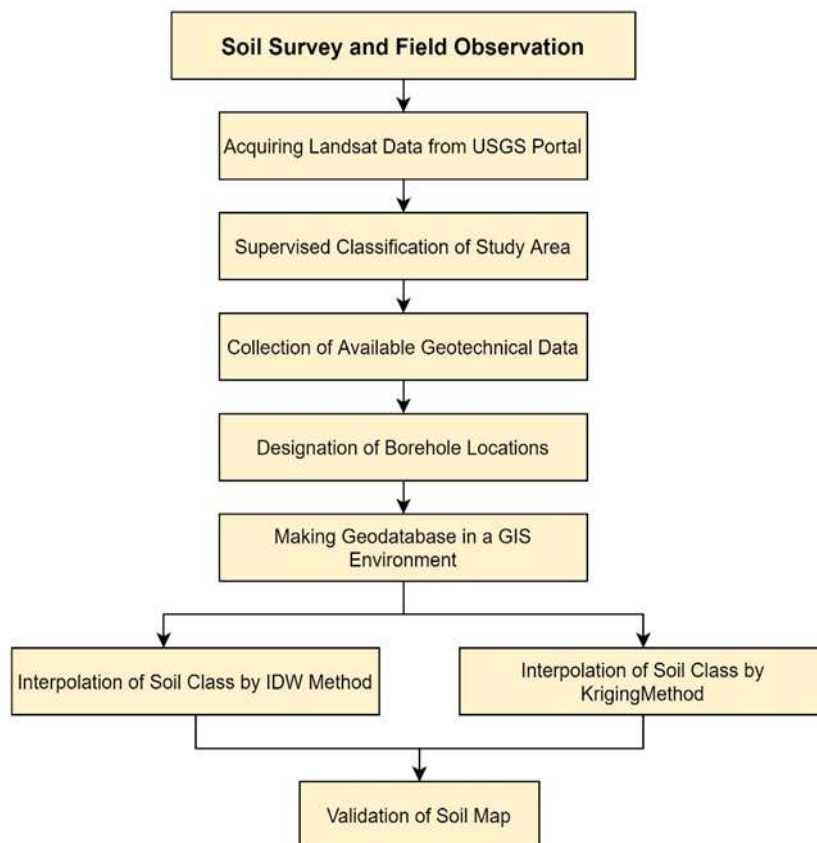 Soil Survey and Field Observation
Acquiring Landsat Data from USGS Portal
Supervised Classification of Study Area
Collection of Available Geotechnical Data
Designation of Borehole Locations
Making Geodatabase in a GIS
Environment
Interpolation of Soil Class by IDW Method
Interpolation of Soil Class by
KrigingMethod
Validation of Soil Map